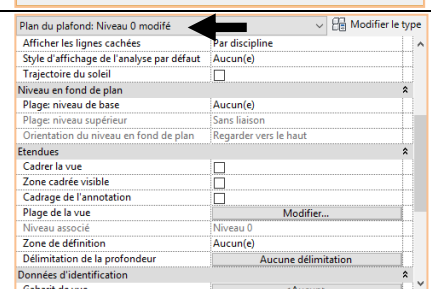 Plan du plafond: Niveau 0 modifé
Modifier le type
Afficher les lignes cachées Par discipline
Style d'affichage de l'analyse par défaut Aucun(e)
Trajectoire du soleil
Niveau en fond de plan
Plage: niveau de base Aucun(e)
Plage: niveau supérieur Sans liaison
Orientation du niveau en fond de plan Regarder vers le haut
Etendues
Cadrer la vue
Zone cadrée visible
Cadrage de l'annotation
Plage de la vue Modifier...
Niveau associé Niveau 0
Zone de définition Aucun(e)
Délimitation de la profondeur Aucune délimitation
Données d'identification